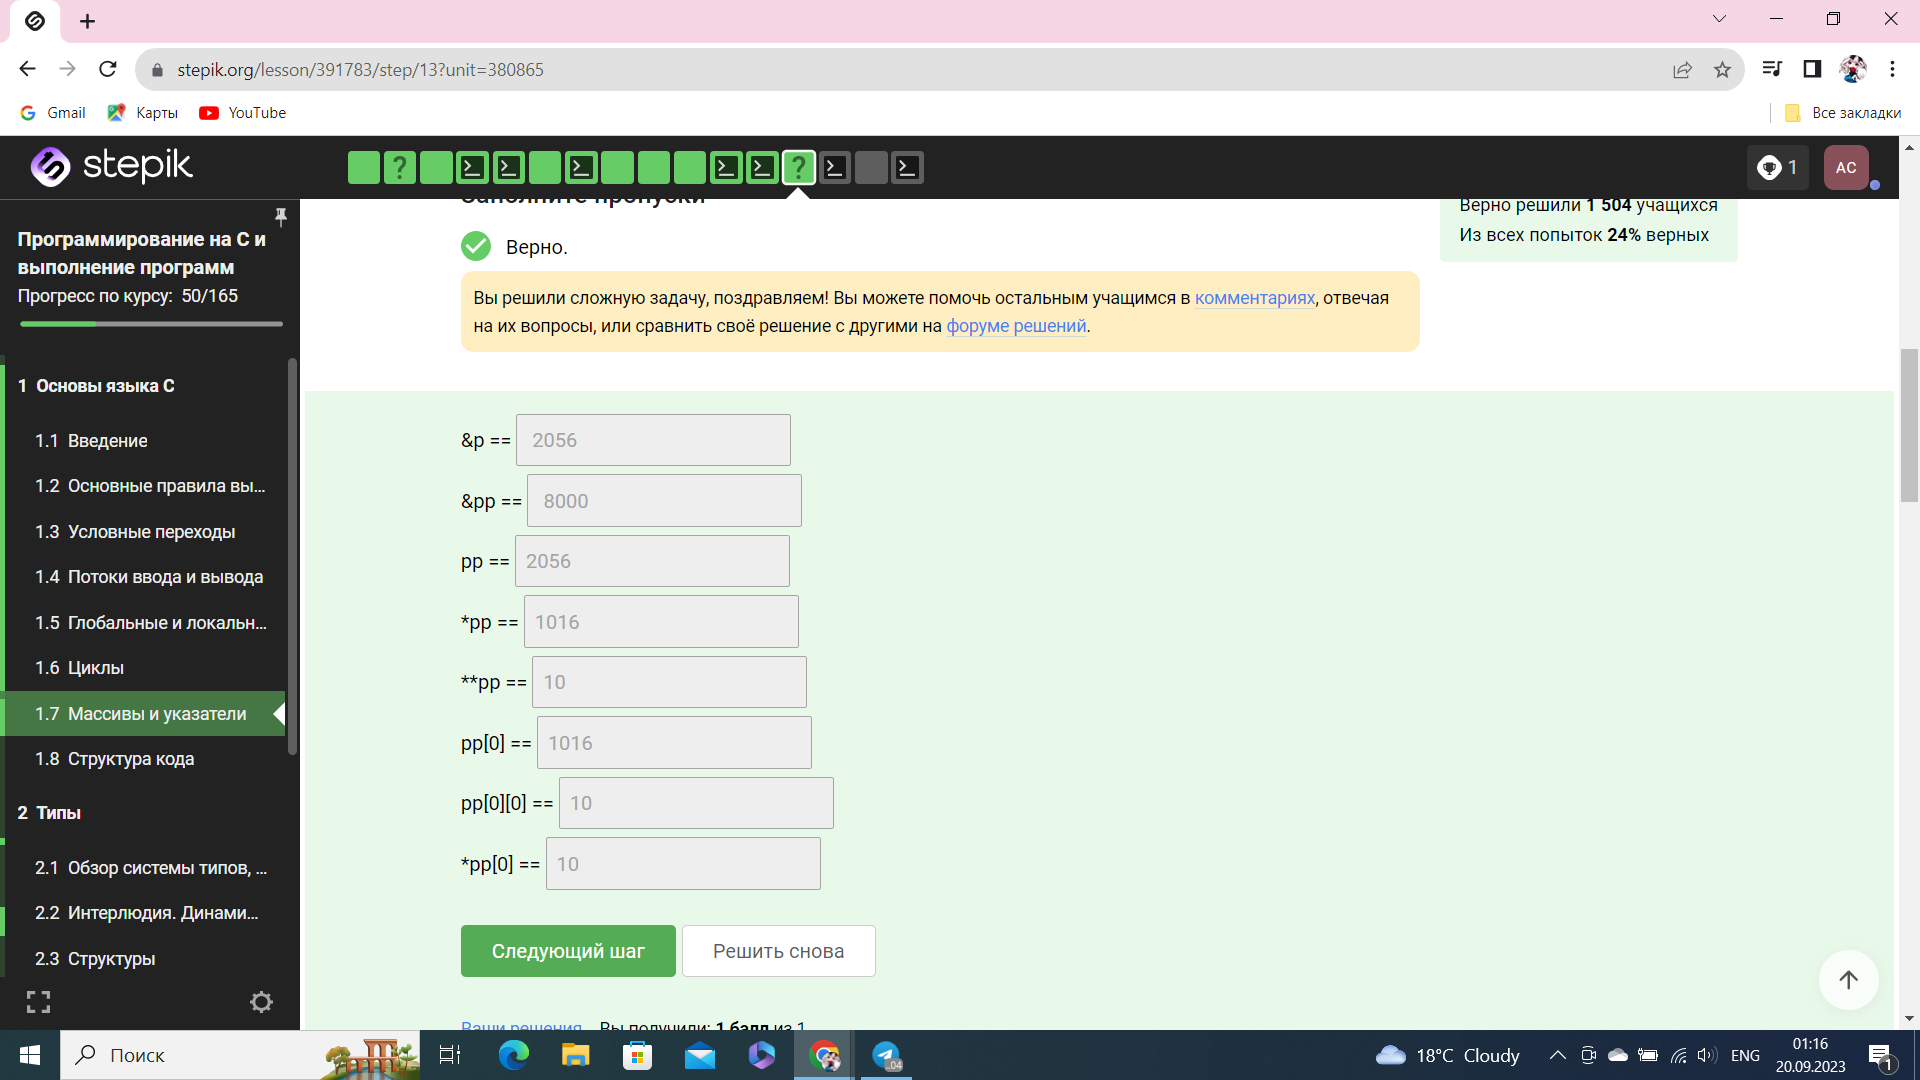 stepik.org/lesson/391783/step/13?unit=380865
Gmail Карты YouTube Все закладки
stepik
? ? 1 AC
Программирование на C и
выполнение программ
Прогресс по курсу: 50/165
1 Основы языка C
1.1 Введение
1.2 Основные правила вы...
1.3 Условные переходы
1.4 Потоки ввода и вывода
1.5 Глобальные и локальн...
1.6 Циклы
1.7 Массивы и указатели
1.8 Структура кода
2 Типы
2.1 Обзор системы типов, ...
2.2 Интерлюдия. Динами...
2.3 Структуры
Заполните пропуски
Верно.
Вы решили сложную задачу, поздравляем! Вы можете помочь остальным учащимся в комментариях, отвечая
на их вопросы, или сравнить своё решение с другими на форуме решений.
Верно решили 1 504 учащихся
Из всех попыток 24% верных
&p == 2056
&pp == 8000
pp == 2056
*pp == 1016
**pp == 10
pp[0] == 1016
pp[0][0] == 10
*pp[0] == 10
Следующий шаг Решить снова
Ваши решения Вы получили: 1 балл из 1
Поиск
.04
18°C Cloudy ENG
01:16
20.09.2023
1